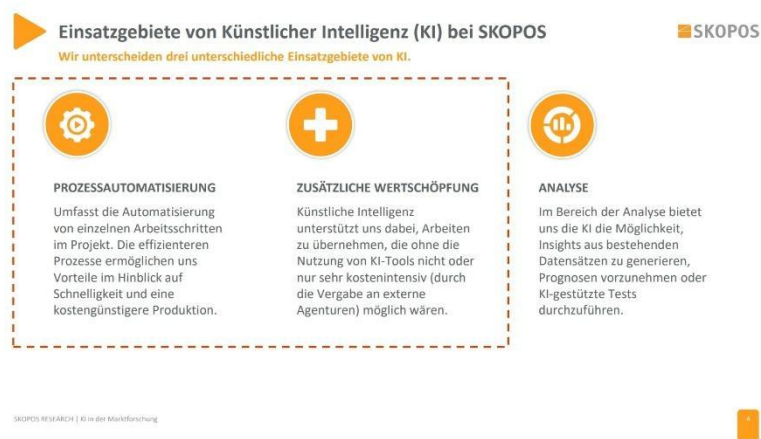 Einsatzgebiete von Künstlicher Intelligenz (KI) bei SKOPOS
SKOPOS
Wir unterscheiden drei unterschiedliche Einsatzgebiete von KI.
PROZESSAUTOMATISIERUNG
Umfasst die Automatisierung
von einzelnen Arbeitsschritten
im Projekt. Die effizienteren
Prozesse ermöglichen uns
Vorteile im Hinblick auf
Schnelligkeit und eine
kostengünstigere Produktion.
ZUSÄTZLICHE WERTSCHÖPFUNG
Künstliche Intelligenz
unterstützt uns dabei, Arbeiten
zu übernehmen, die ohne die
Nutzung von KI-Tools nicht oder
nur sehr kostenintensiv (durch
die Vergabe an externe
Agenturen) möglich wären.
ANALYSE
Im Bereich der Analyse bietet
uns die KI die Möglichkeit,
Insights aus bestehenden
Datensätzen zu generieren,
Prognosen vorzunehmen oder
KI-gestützte Tests
durchzuführen.
SKOPOS RESEARCH | KI in der Marktforschung
4